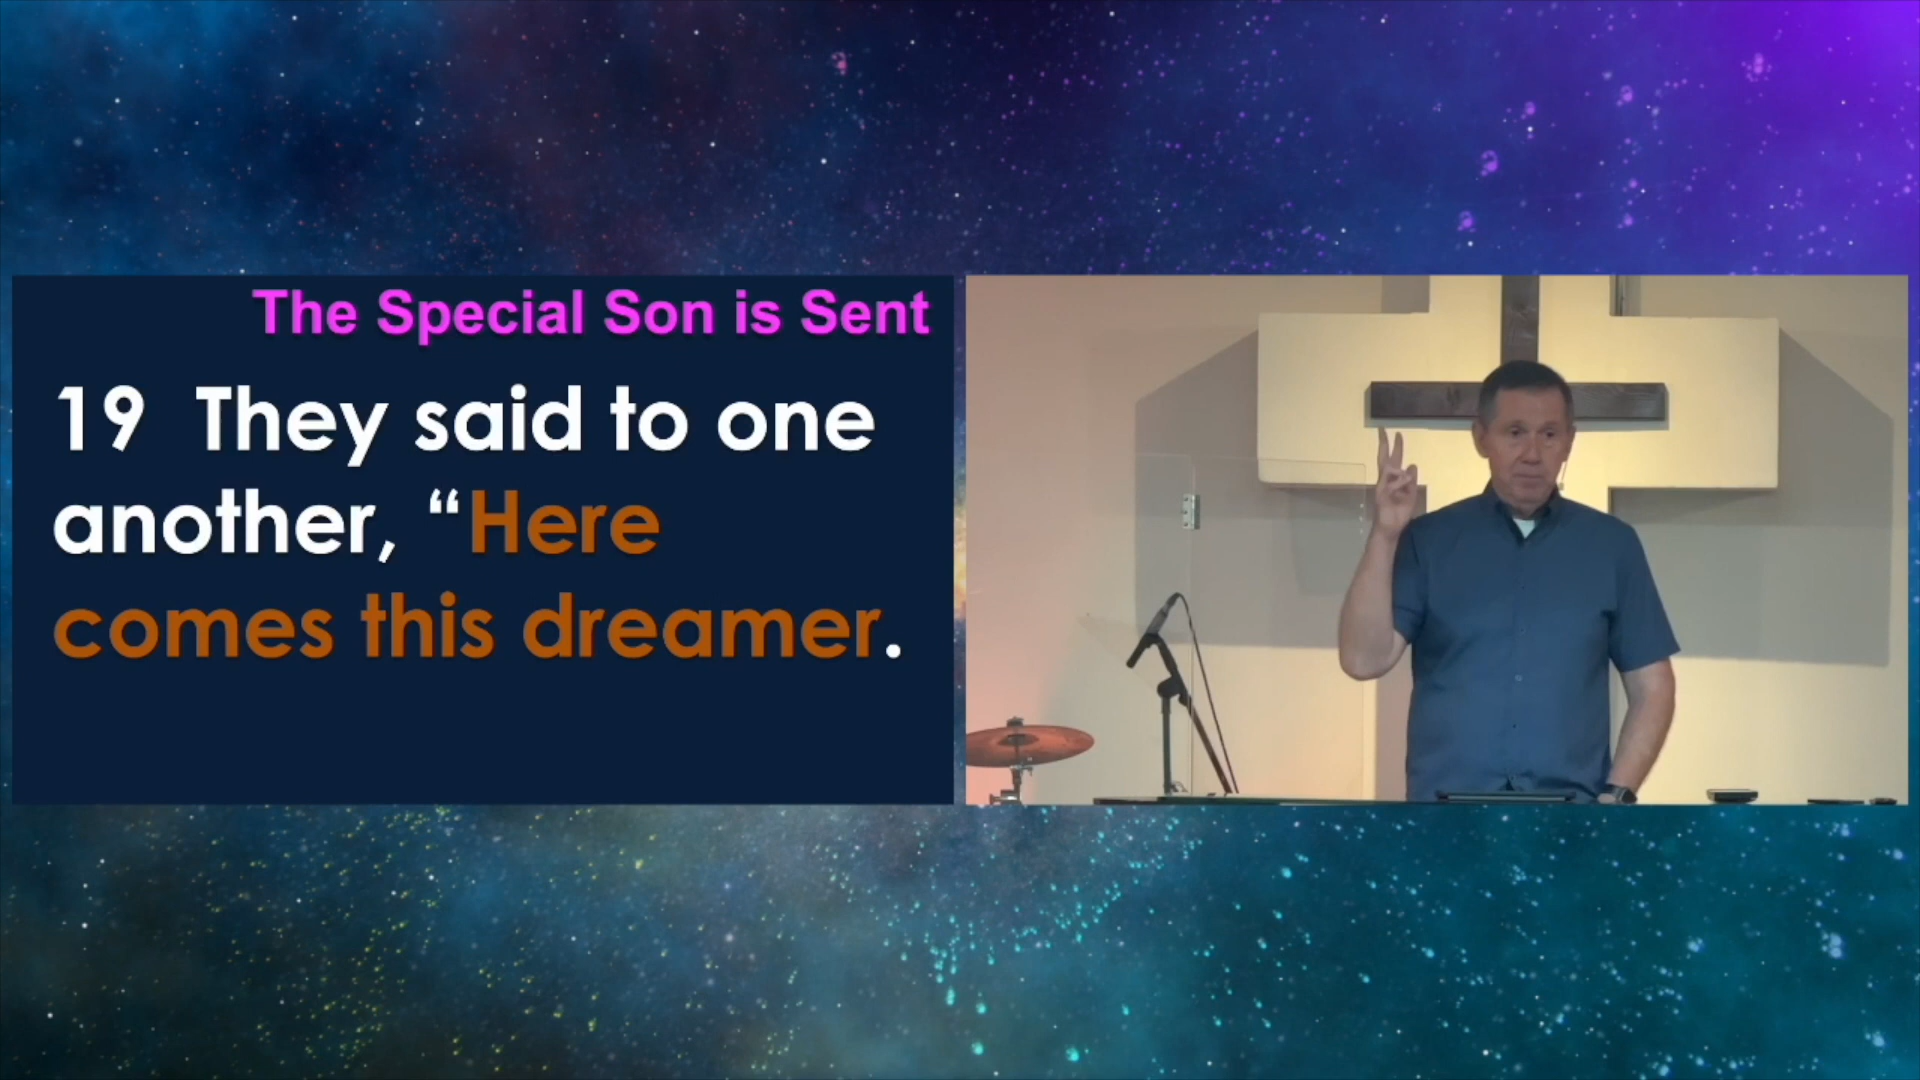 The Special Son is Sent
19 They said to one
another, “Here
comes this dreamer.